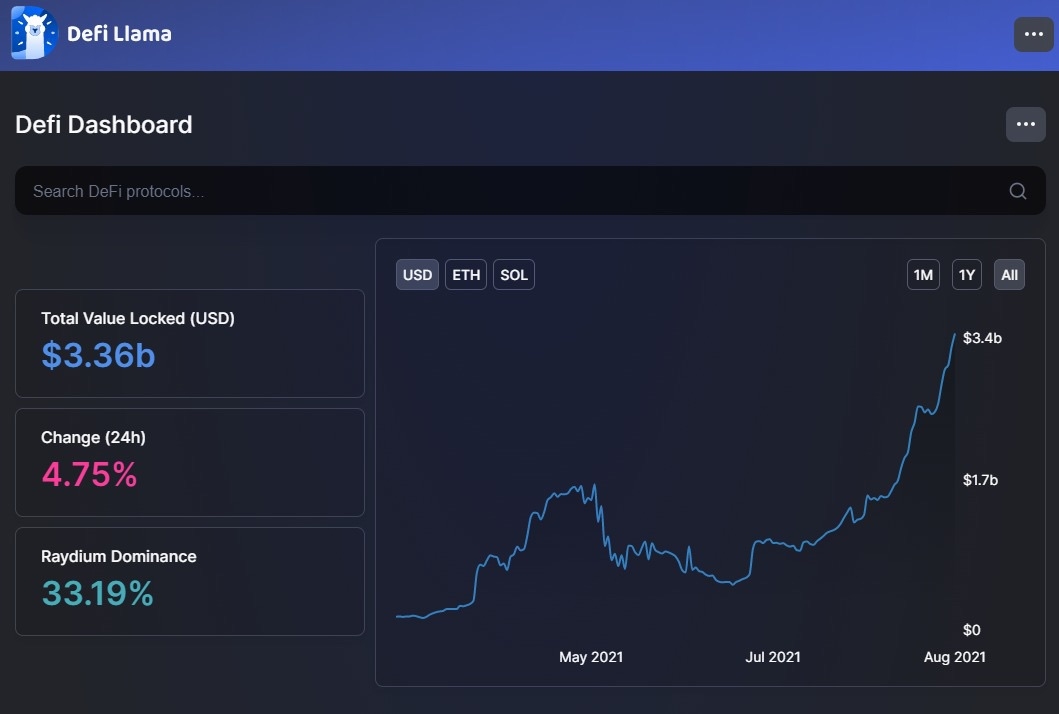 Defi Llama
Defi Dashboard
Search DeFi protocols...
Total Value Locked (USD)
$3.36b
Change (24h)
4.75%
Raydium Dominance
33.19%
USD ETH SOL
1M 1Y All
$3.4b
$1.7b
$0
May 2021 Jul 2021 Aug 2021